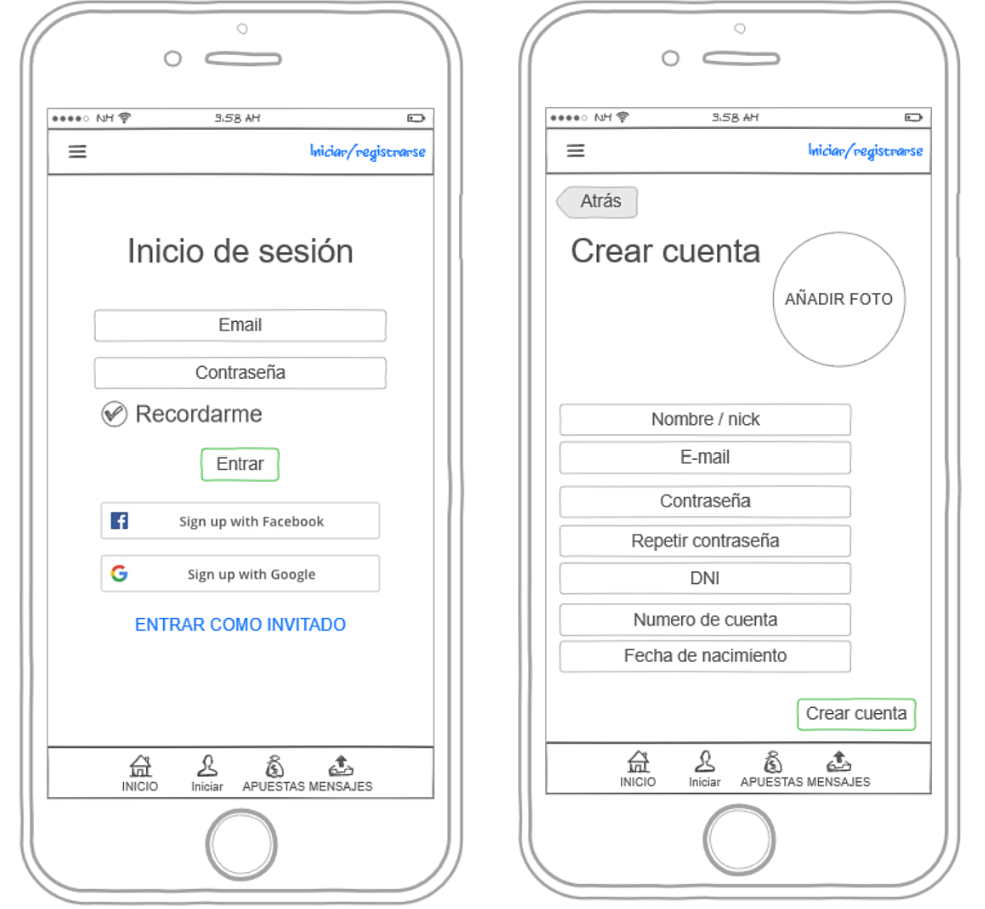 NH 9:58 AM
Iniciar/registrarse
Inicio de sesión
Email
Contraseña
Recordarme
Entrar
Sign up with Facebook
Sign up with Google
ENTRAR COMO INVITADO
INICIO Iniciar APUESTAS MENSAJES
NH 9:58 AM
Iniciar/registrarse
Atrás
Crear cuenta
AÑADIR FOTO
Nombre / nick
E-mail
Contraseña
Repetir contraseña
DNI
Numero de cuenta
Fecha de nacimiento
Crear cuenta
INICIO Iniciar APUESTAS MENSAJES